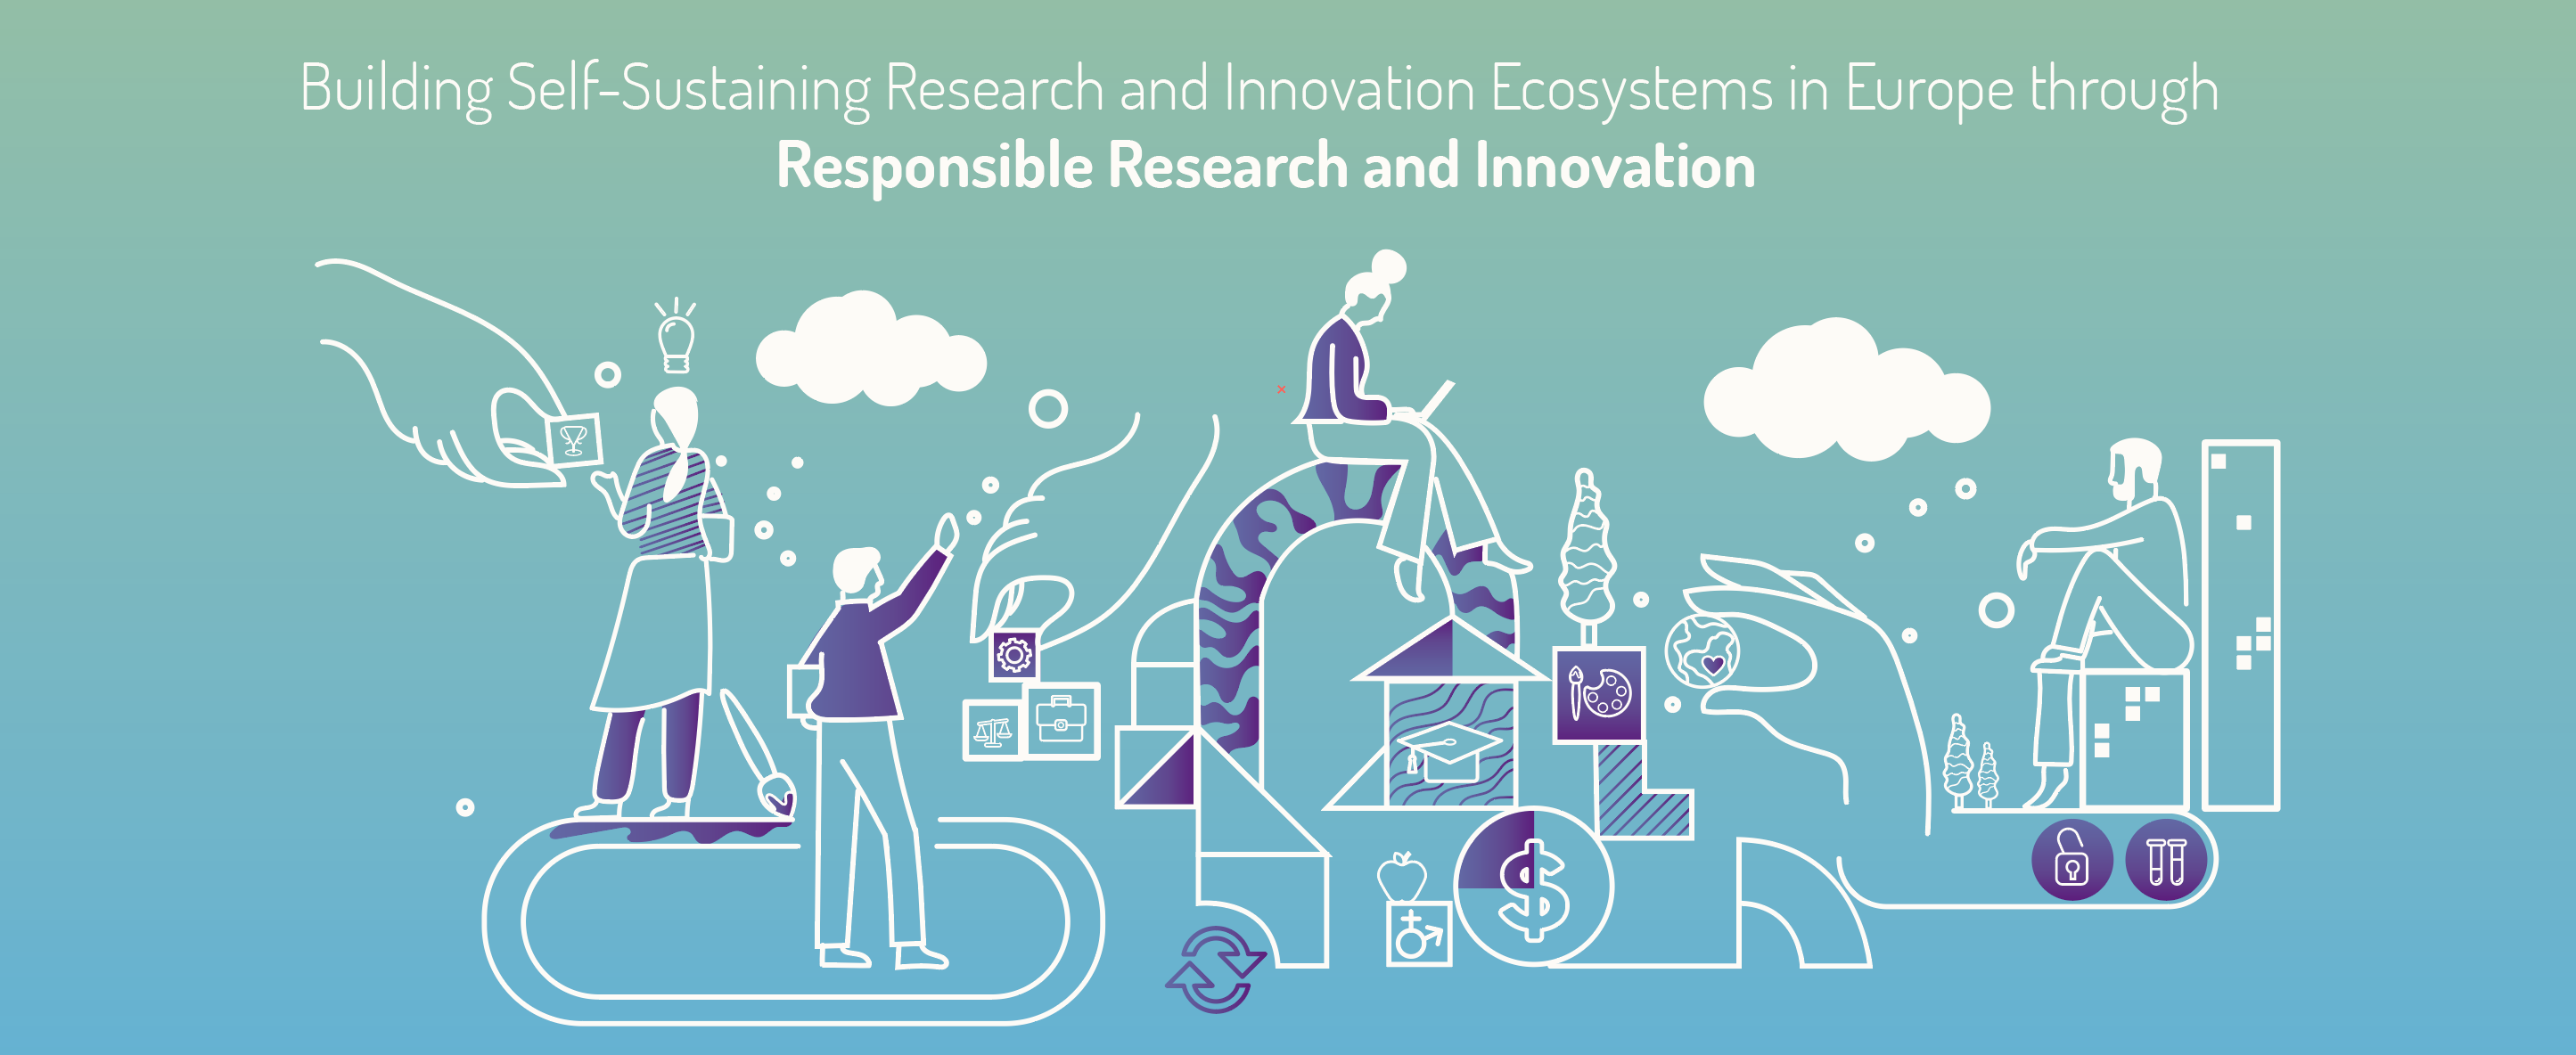 Building Self-Sustaining Research and Innovation Ecosystems in Europe through
Responsible Research and Innovation